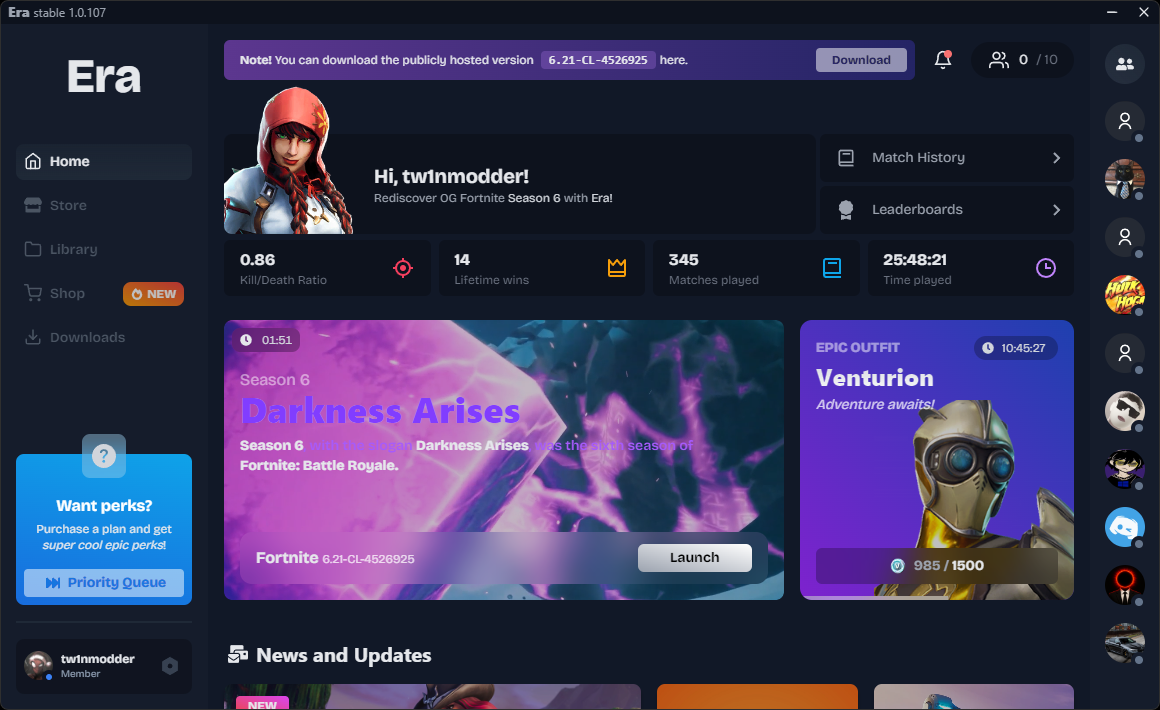 Era stable 1.0.107
Era
Home
Store
Library
Shop
NEW
Downloads
?
Want perks?
Purchase a plan and get
super cool epic perks!
Priority Queue
tw1nmodder
Member
Note! You can download the publicly hosted version 6.21-CL-4526925 here.
Download
0 / 10
Hi, tw1nmodder!
Rediscover OG Fortnite Season 6 with Era!
Match History
Leaderboards
0.86
Kill/Death Ratio
14
Lifetime wins
345
Matches played
25:48:21
Time played
01:51
Season 6
Darkness Arises
Season 6 with the slogan Darkness Arises was the sixth season of
Fortnite: Battle Royale.
Fortnite 6.21-CL-4526925
Launch
EPIC OUTFIT
10:45:27
Venturion
Adventure awaits!
985 / 1500
News and Updates
NEW
HULK
HOGA